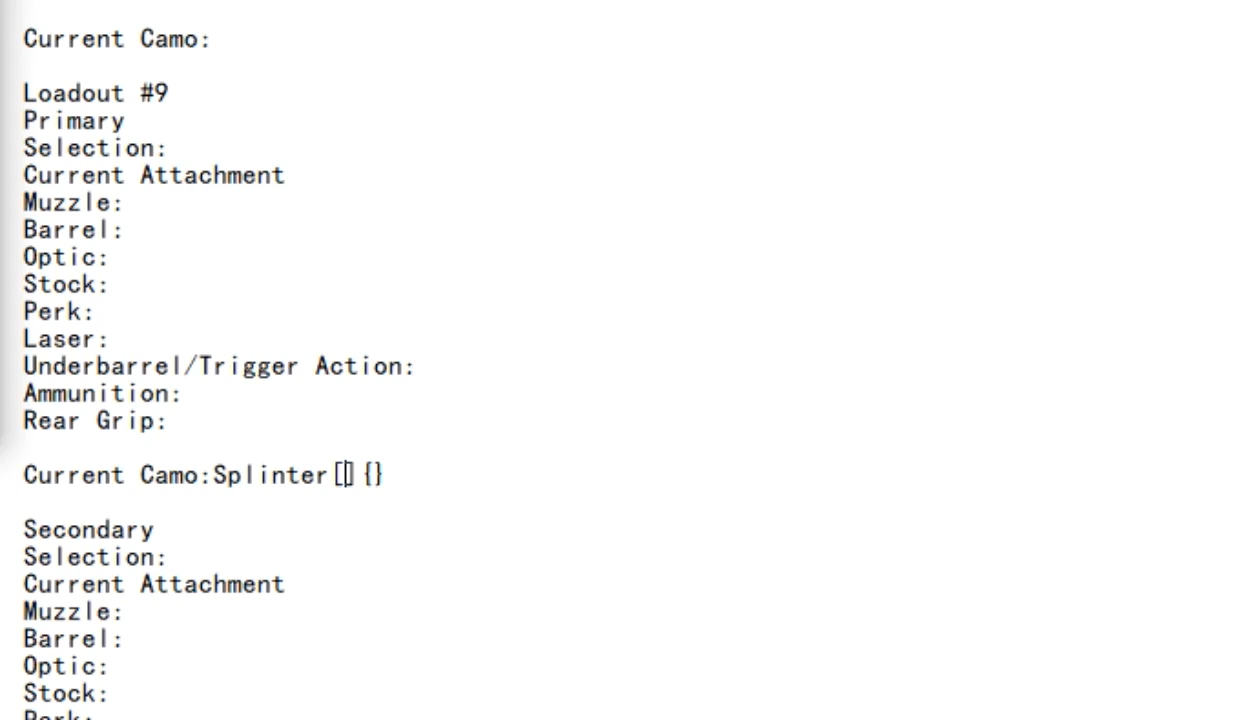 Current Camo:
Loadout #9
Primary
Selection:
Current Attachment
Muzzle:
Barrel:
Optic:
Stock:
Perk:
Laser:
Underbarrel/Trigger Action:
Ammunition:
Rear Grip:
Current Camo:Splinter[] {}
Secondary
Selection:
Current Attachment
Muzzle:
Barrel:
Optic:
Stock:
Perk: